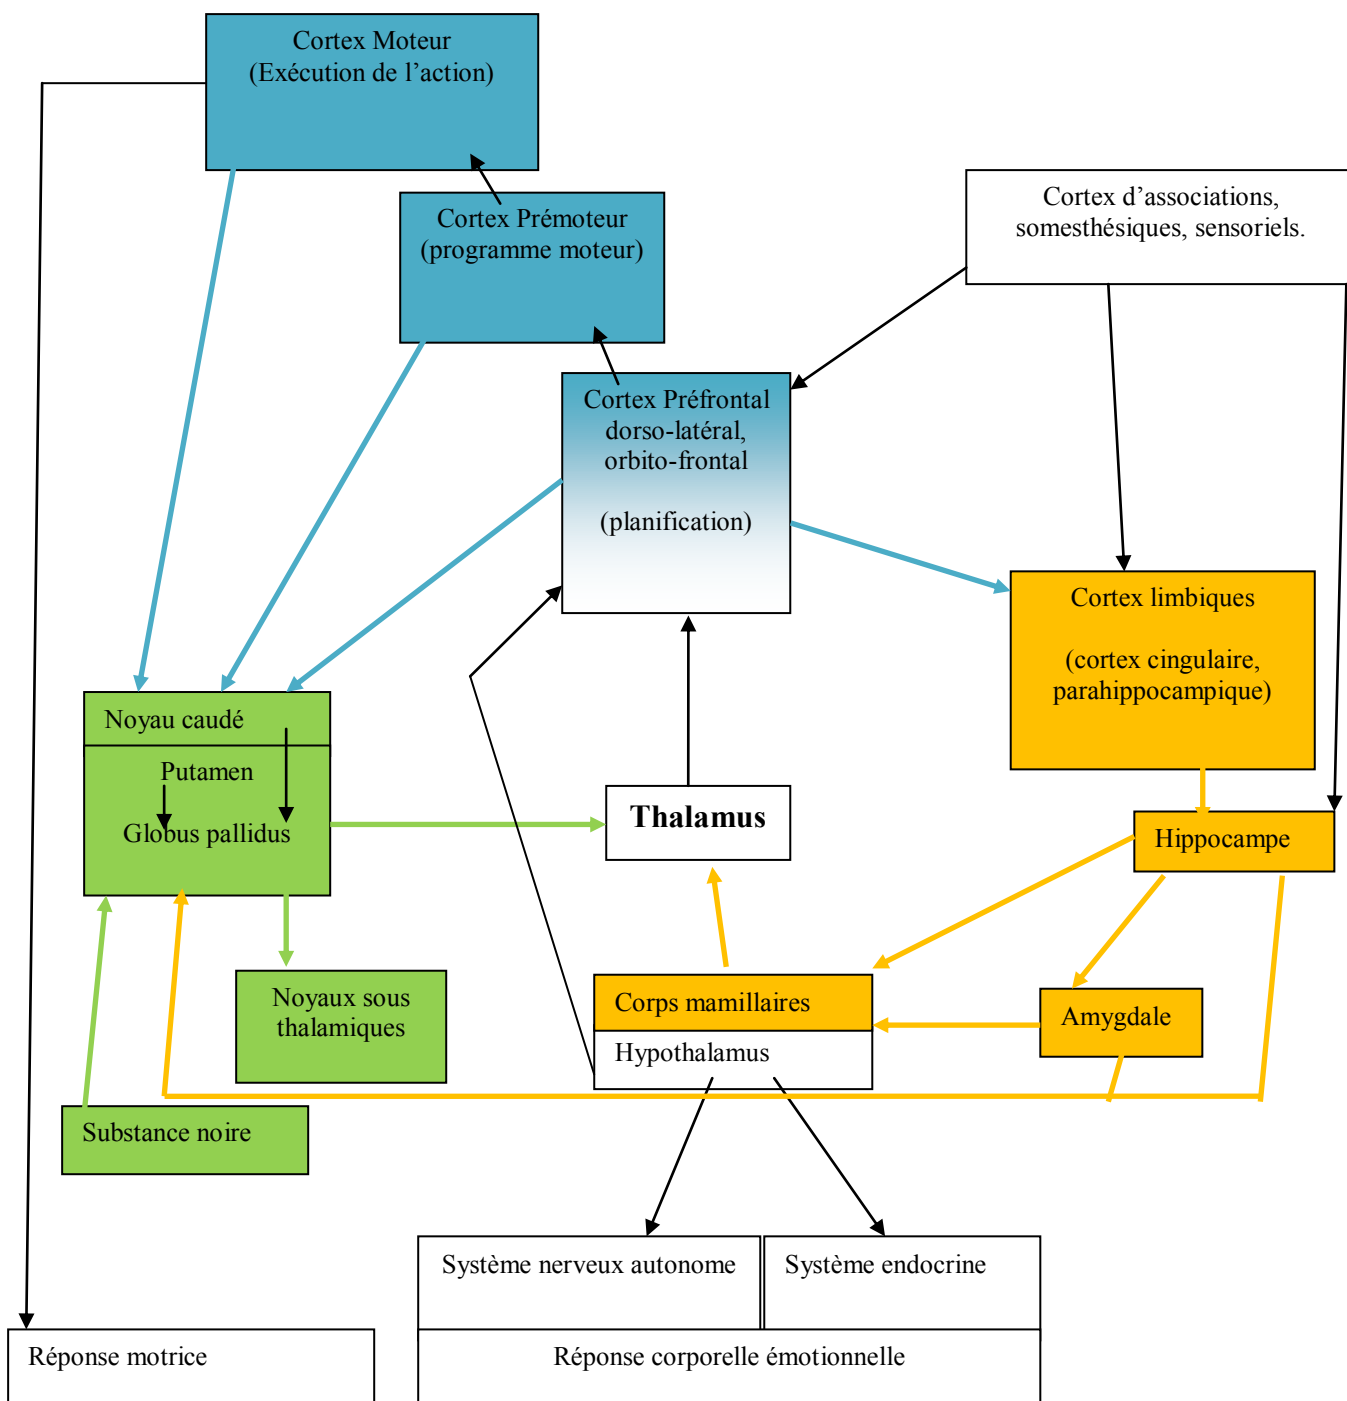 Cortex Moteur
(Exécution de l’action)
Cortex Prémoteur
(programme moteur)
Cortex d’associations,
somesthésiques, sensoriels.
Cortex Préfrontal
dorso-latéral,
orbito-frontal
(planification)
Cortex limbiques
(cortex cingulaire,
parahippocampique)
Noyau caudé
Putamen
Globus pallidus
Thalamus
Hippocampe
Noyaux sous
thalamiques
Corps mamillaires
Hypothalamus
Amygdale
Substance noire
Système nerveux autonome
Système endocrine
Réponse motrice
Réponse corporelle émotionnelle